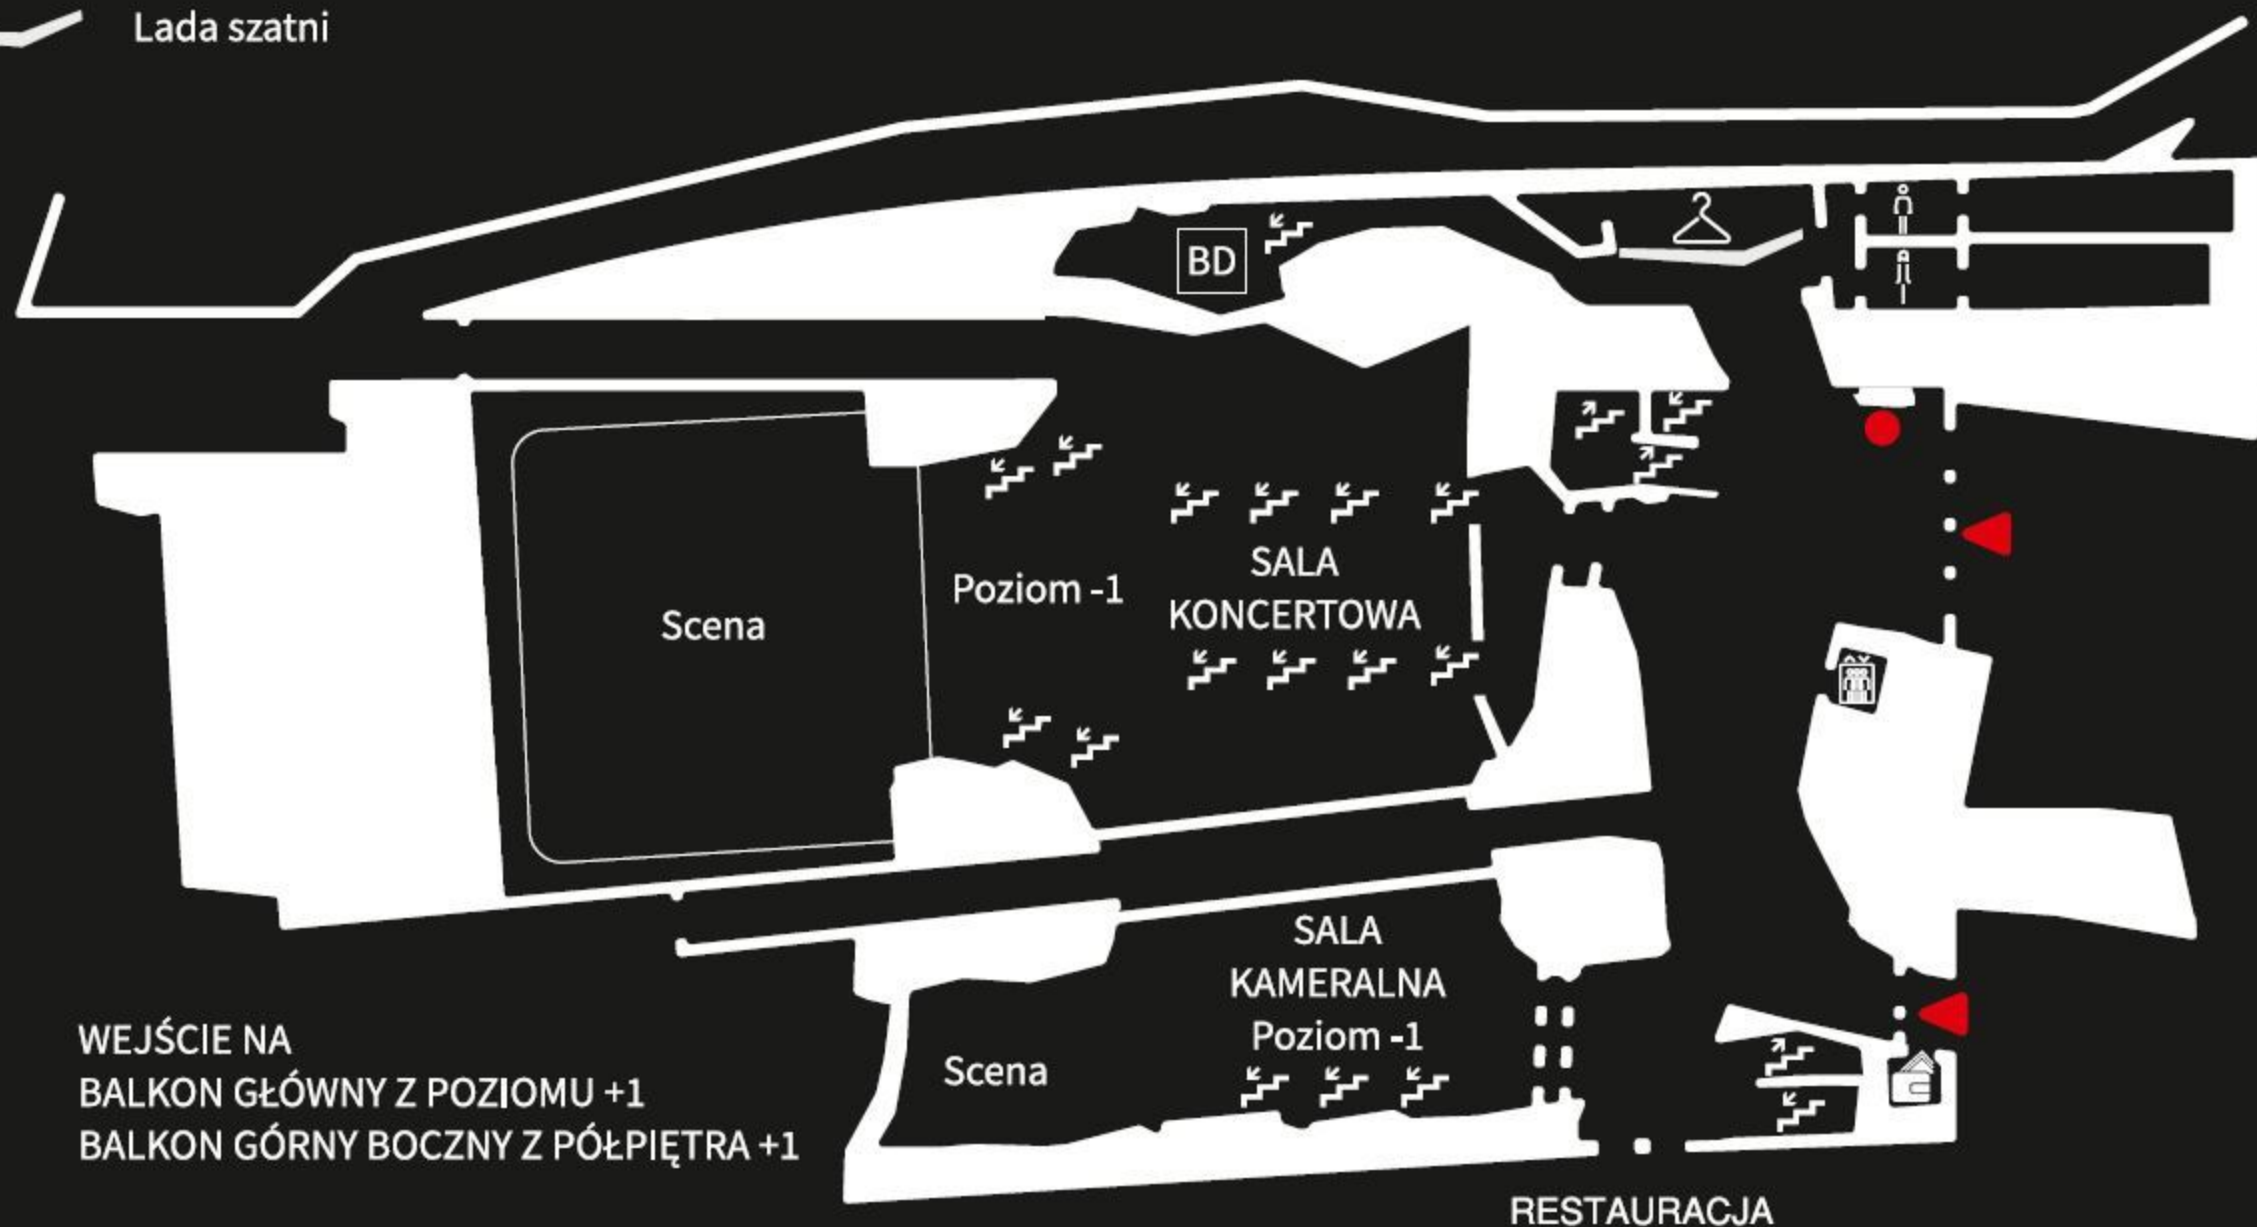 Lada szatni
BD
SALA
KONCERTOWA
Poziom -1
Scena
SALA
KAMERALNA
Poziom -1
Scena
WEJŚCIE NA
BALKON GŁÓWNY Z POZIOMU +1
BALKON GÓRNY BOCZNY Z PÓŁPIĘTRA +1
RESTAURACJA